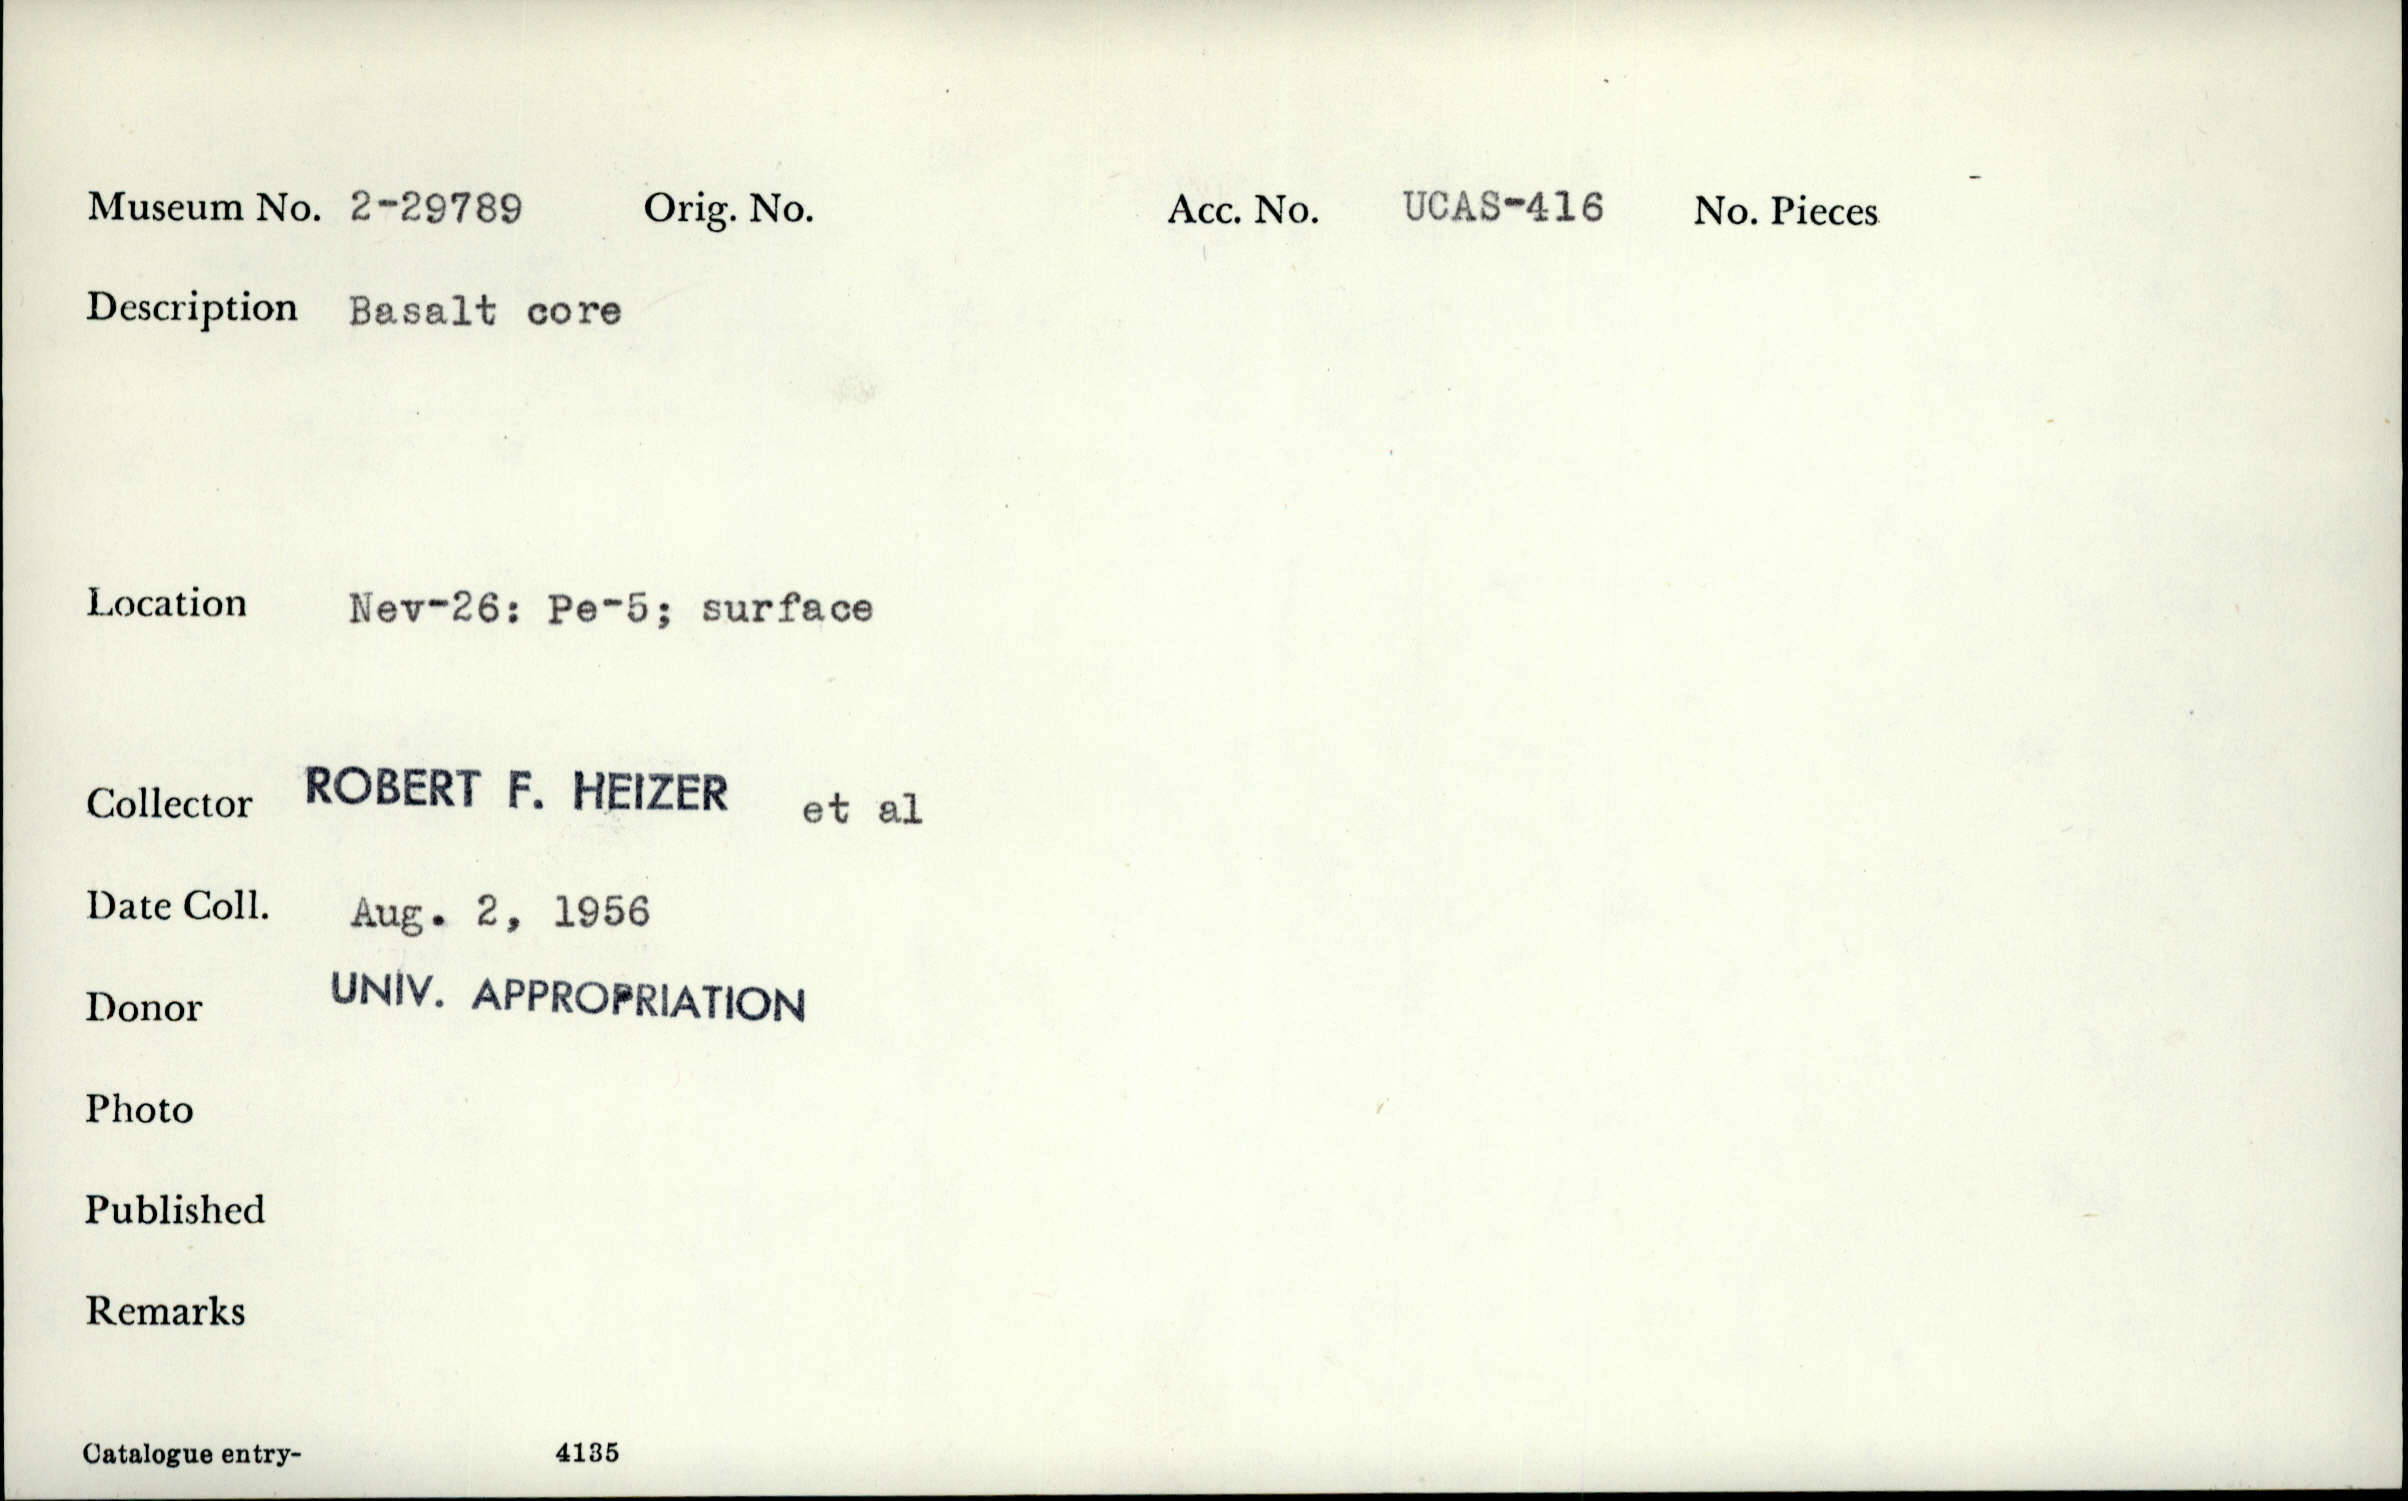 Museum No. 2-29789 Orig. No. Acc. No. UCAS-416 No. Pieces -
Description Basalt core
Location Nev-26: Pe-5; surface
Collector ROBERT F. HEIZER et al
Date Coll. Aug. 2, 1956
Donor UNIV. APPROPRIATION
Photo
Published
Remarks
Catalogue entry- 4135